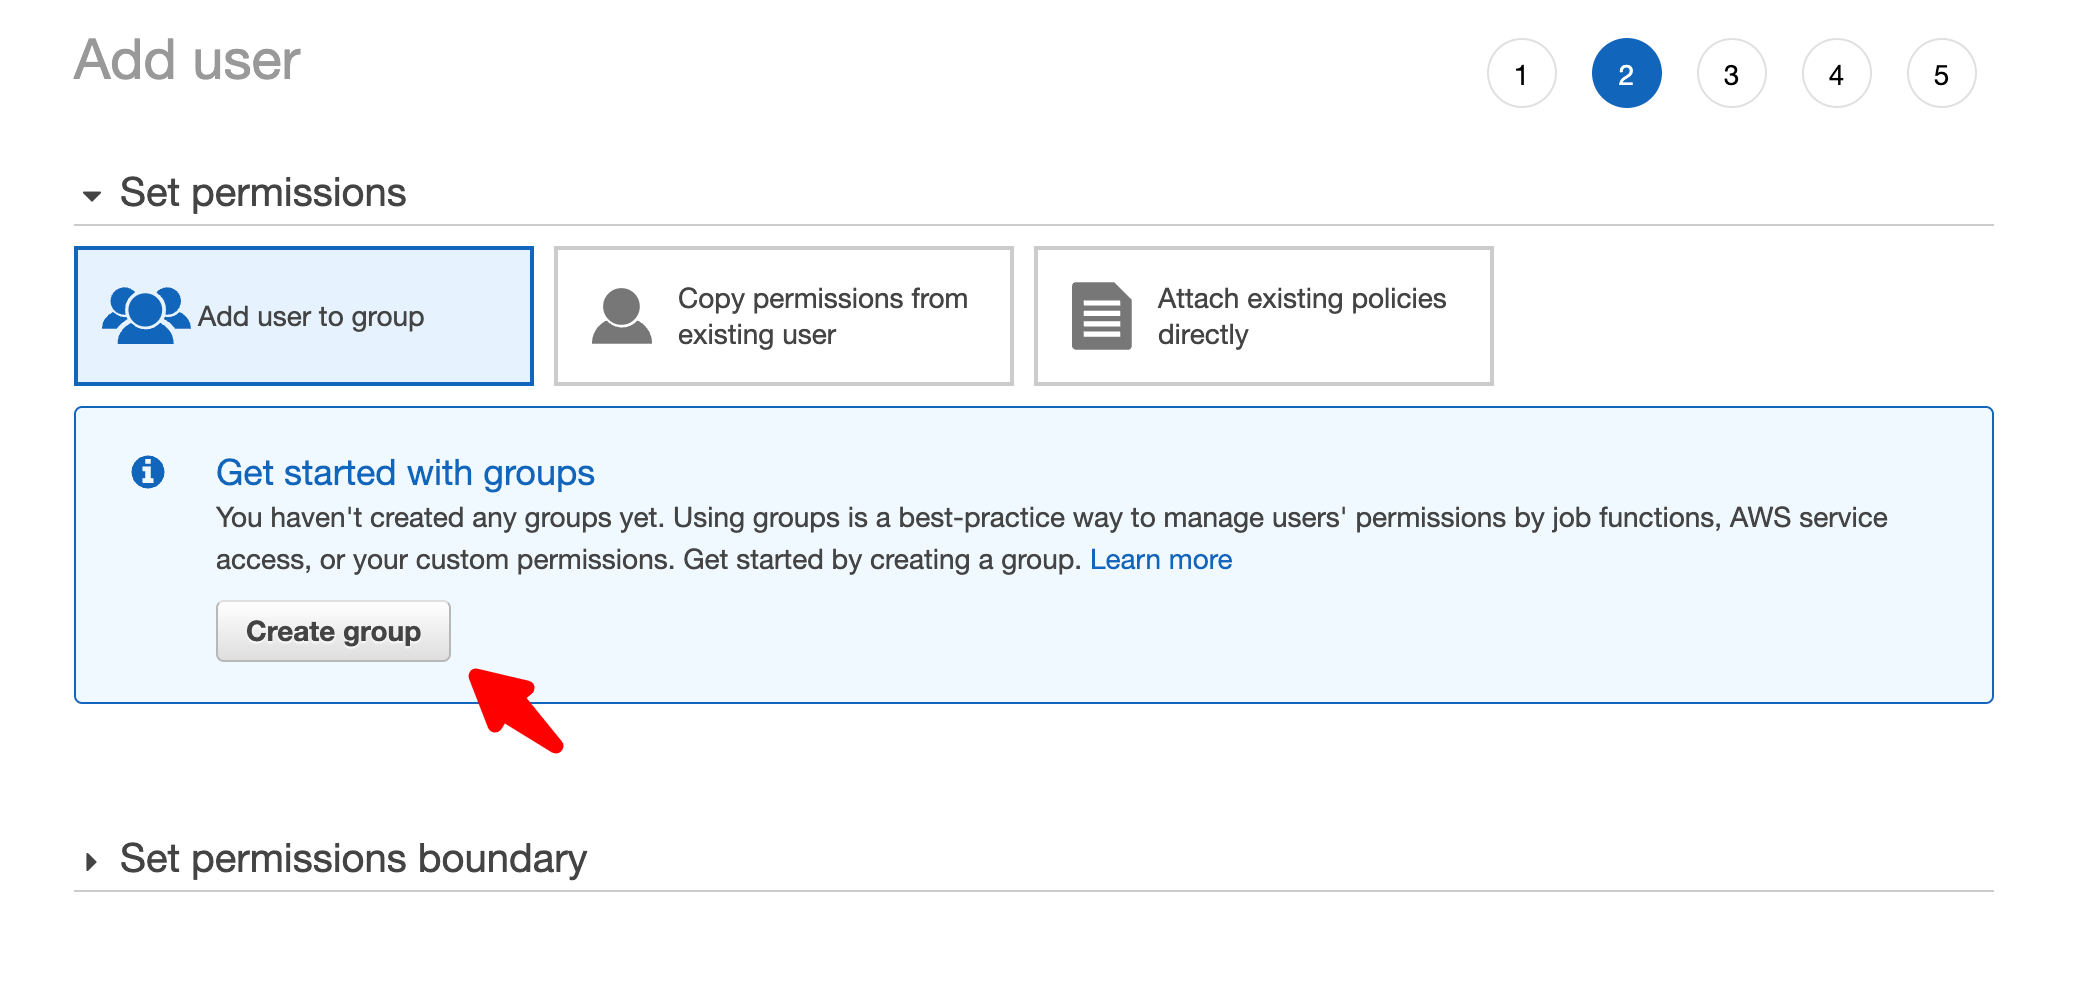 Add user
1 2 3 4 5
Set permissions
Add user to group
Copy permissions from
existing user
Attach existing policies
directly
Get started with groups
You haven't created any groups yet. Using groups is a best-practice way to manage users' permissions by job functions, AWS service
access, or your custom permissions. Get started by creating a group. Learn more
Create group
Set permissions boundary